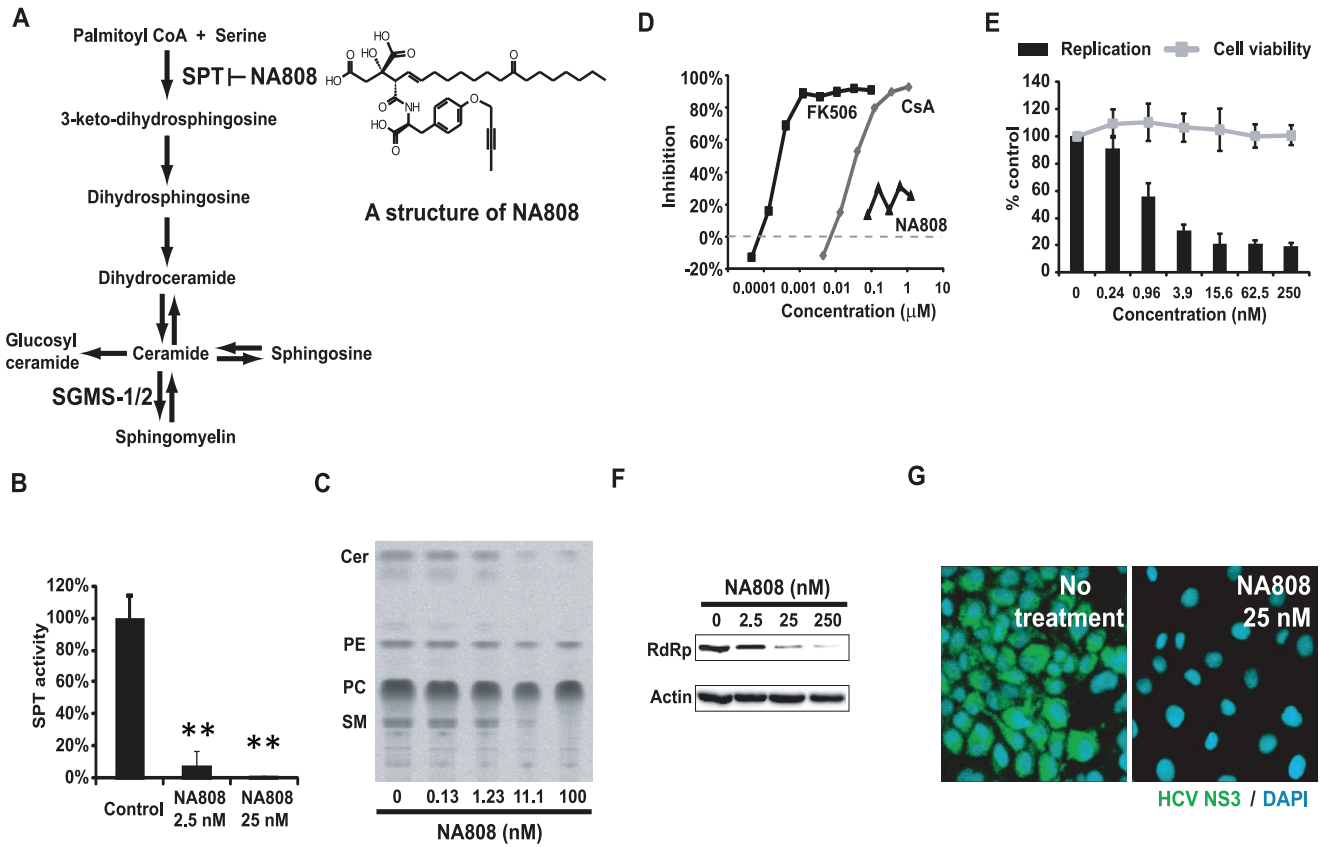 A
Palmitoyl CoA + Serine
SPT
NA808
3-keto-dihydrosphingosine
Dihydrosphingosine
Dihydroceramide
Glucosyl
ceramide
Ceramide
Sphingosine
SGMS-1/2
Sphingomyelin
HO
O
HO
O
HO
O
HO
O
O
NH
O
HO
O
A structure of NA808
D
Inhibition
100%
80%
60%
40%
20%
0%
-20%
FK506
CsA
NA808
0.0001
0.001
0.01
0.1
1
10
Concentration (μM)
E
Replication
Cell viability
% control
140
120
100
80
60
40
20
0
0
0.24
0.96
3.9
15.6
62.5
250
Concentration (nM)
B
SPT activity
120%
100%
80%
60%
40%
20%
0%
**
**
Control
NA808
2.5 nM
NA808
25 nM
C
Cer
PE
PC
SM
0 0.13 1.23 11.1 100
NA808 (nM)
F
NA808 (nM)
0 2.5 25 250
RdRp
Actin
G
No
treatment
NA808
25 nM
HCV NS3 / DAPI